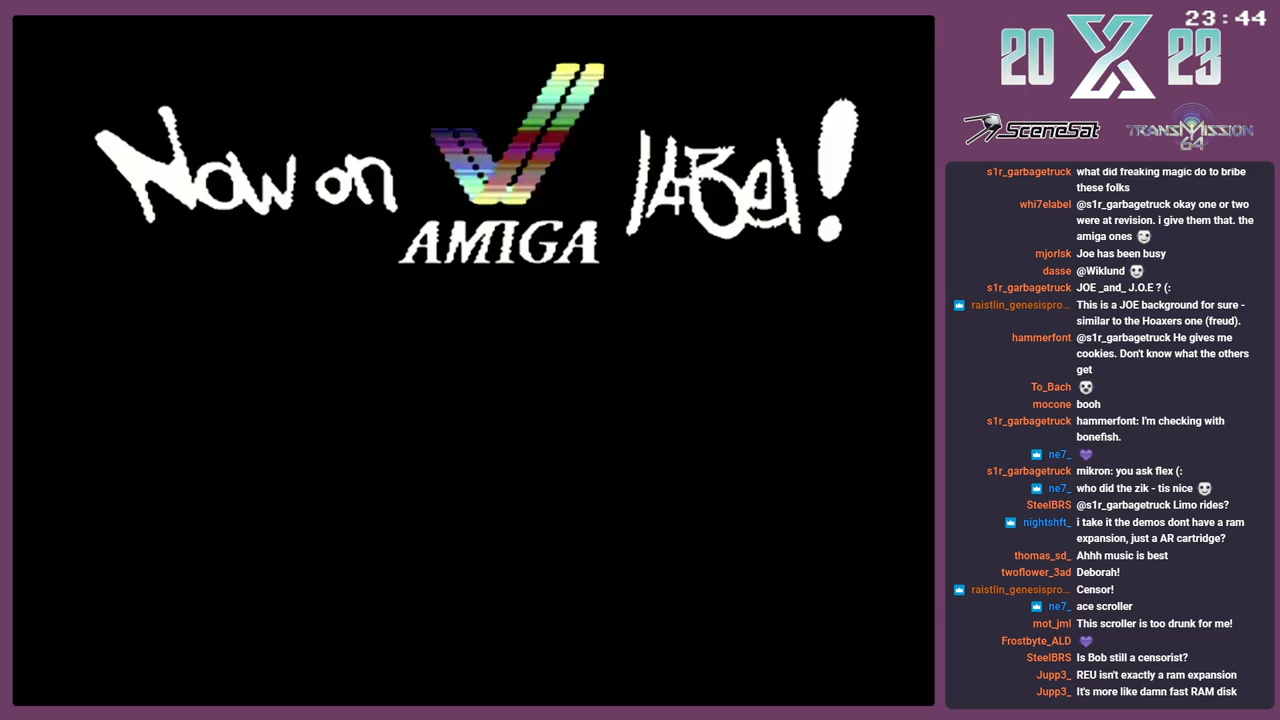 Now on
AMIGA
label!
23:44
20 X 23
SceneSat
TRANSMISSION
64
s1r_garbagetruck what did freaking magic do to bribe
these folks
whi7elabel @s1r_garbagetruck okay one or two
were at revision. i give them that. the
amiga ones
mjorlsk Joe has been busy
dasse @Wiklund
s1r_garbagetruck JOE _and_ J.O.E ? (:
raistlin_genesispro... This is a JOE background for sure -
similar to the Hoaxers one (freud).
hammerfont @s1r_garbagetruck He gives me
cookies. Don't know what the others
get
To_Bach
mocone booh
s1r_garbagetruck hammerfont: I'm checking with
bonefish.
ne7_
s1r_garbagetruck mikron: you ask flex (:
ne7_ who did the zik - tis nice
SteelBRS @s1r_garbagetruck Limo rides?
nightshft_ i take it the demos dont have a ram
expansion, just a AR cartridge?
thomas_sd_ Ahhh music is best
twoflower_3ad Deborah!
raistlin_genesispro... Censor!
ne7_ ace scroller
mot_jml This scroller is too drunk for me!
Frostbyte_ALD
SteelBRS Is Bob still a censorist?
Jupp3_ REU isn't exactly a ram expansion
Jupp3_ It's more like damn fast RAM disk